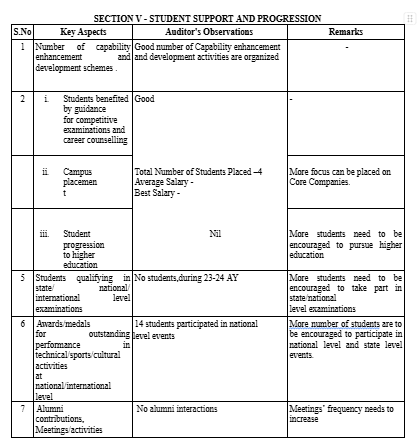 SECTION V - STUDENT SUPPORT AND PROGRESSION
S.No Key Aspects Auditor's Observations Remarks
1 Number of capability enhancement and development schemes . Good number of Capability enhancement and development activities are organized -
2 i. Students benefited by guidance for competitive examinations and career counselling Good -
ii. Campus placemen t Total Number of Students Placed –4 Average Salary - Best Salary - More focus can be placed on Core Companies.
iii. Student progression to higher education Nil More students need to be encouraged to pursue higher education
5 Students qualifying in state/ national/ international level examinations No students,during 23-24 AY More students need to be encouraged to take part in state/national level examinations
6 Awards/medals for outstanding performance in technical/sports/cultural activities at national/international level 14 students participated in national level events More number of students are to be encouraged to participate in national level and state level events.
7 Alumni contributions, Meetings/activities No alumni interactions Meetings' frequency needs to increase